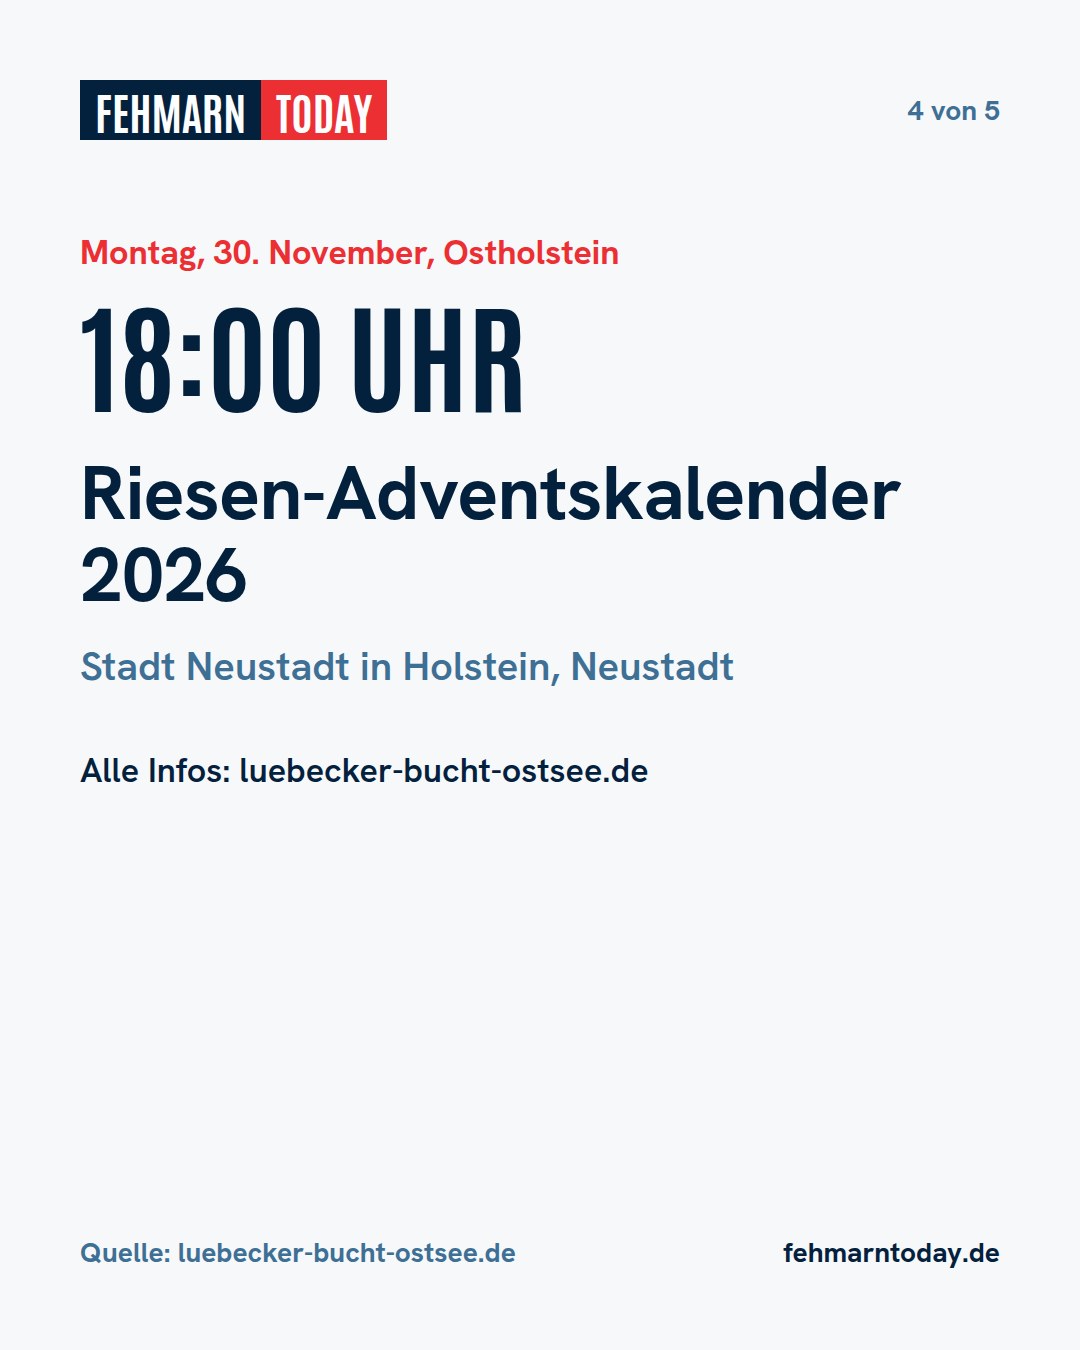 FEHMARN TODAY
4 von 5
Montag, 30. November, Ostholstein
18:00 UHR
Riesen-Adventskalender
2026
Stadt Neustadt in Holstein, Neustadt
Alle Infos: luebecker-bucht-ostsee.de
Quelle: luebecker-bucht-ostsee.de
fehmarntoday.de